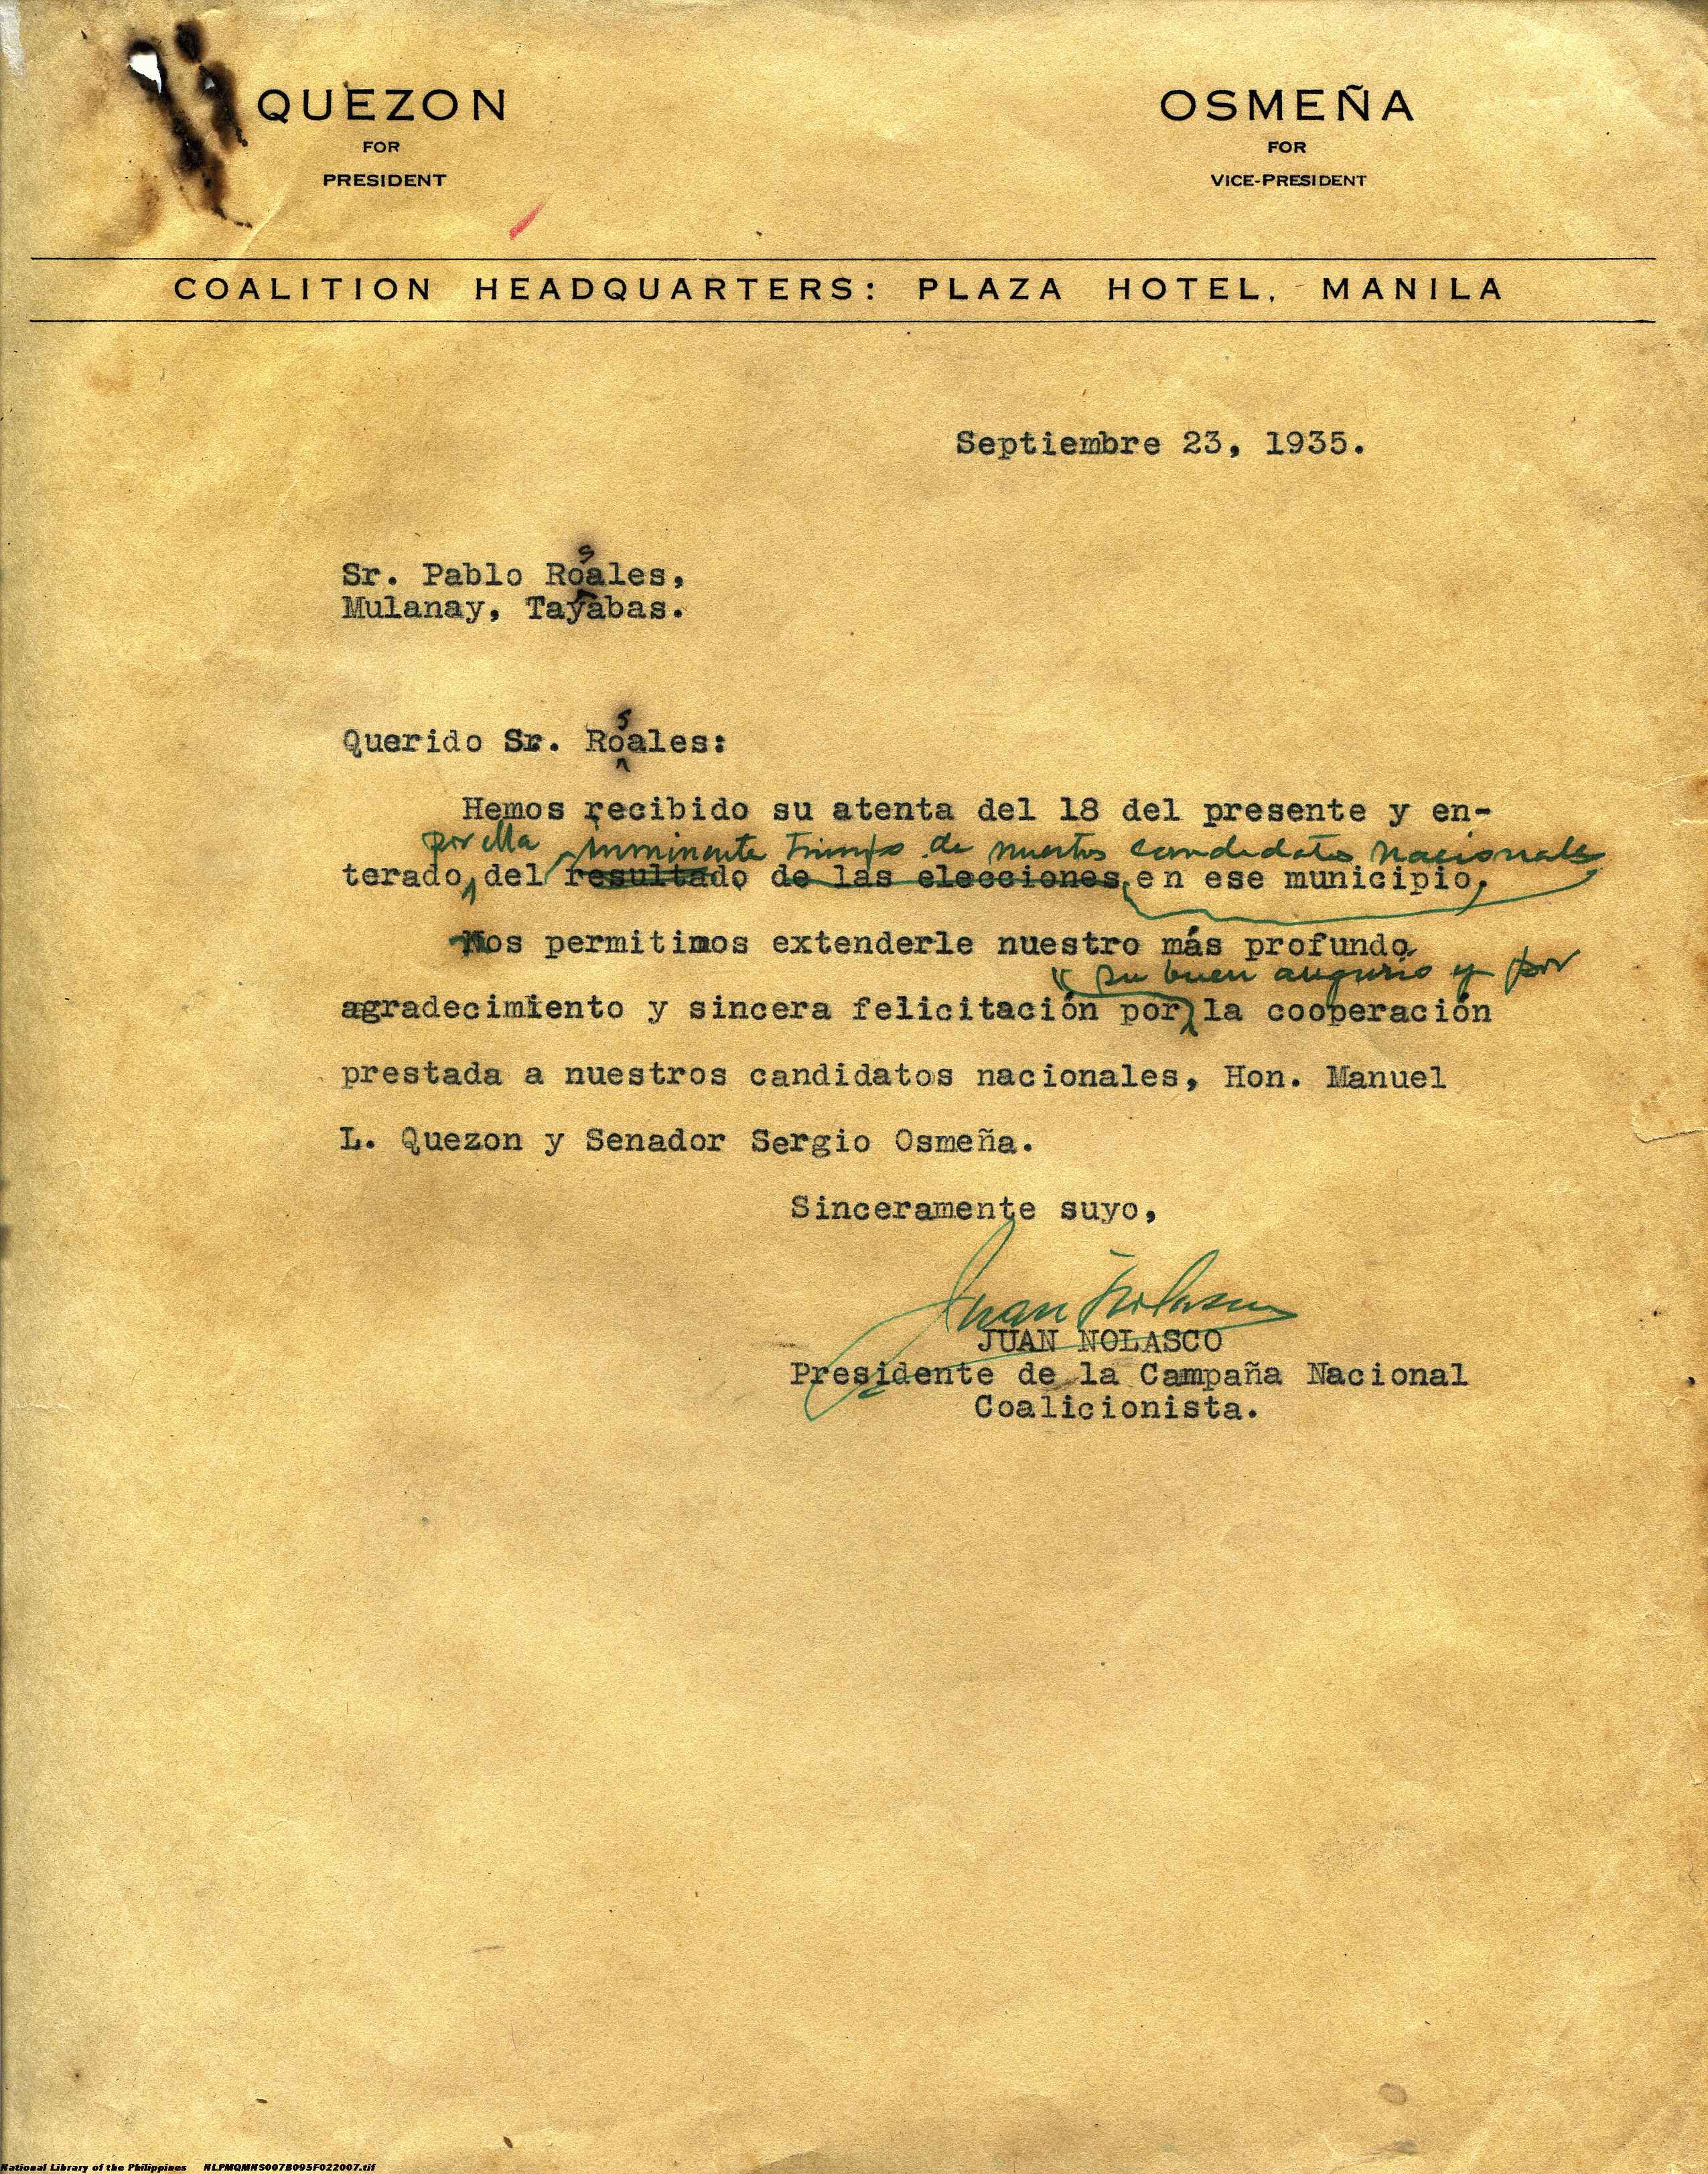 QUEZON
FOR
PRESIDENT
OSMEÑA
FOR
VICE-PRESIDENT
COALITION HEADQUARTERS: PLAZA HOTEL, MANILA
Septiembre 23, 1935.
s
Sr. Pablo Roales,
Mulanay, Tayabas.
s
Querido Sr. Roales:
Hemos recibido su atenta del 18 del presente y en-
por ella inminente triunfo de nuestros candidatos nacionales
terado, del resultado de las elecciones en ese municipio,
Nos permitimos extenderle nuestro más profundo
su buen augurio y por
agradecimiento y sincera felicitación por la cooperación
prestada a nuestros candidatos nacionales, Hon. Manuel
L. Quezon y Senador Sergio Osmeña.
Sinceramente suyo,
Juan Nolasco
JUAN NOLASCO
Presidente de la Campaña Nacional
Coalicionista.
National Library of the Philippines NLPMQMNS007B095F022007.tif